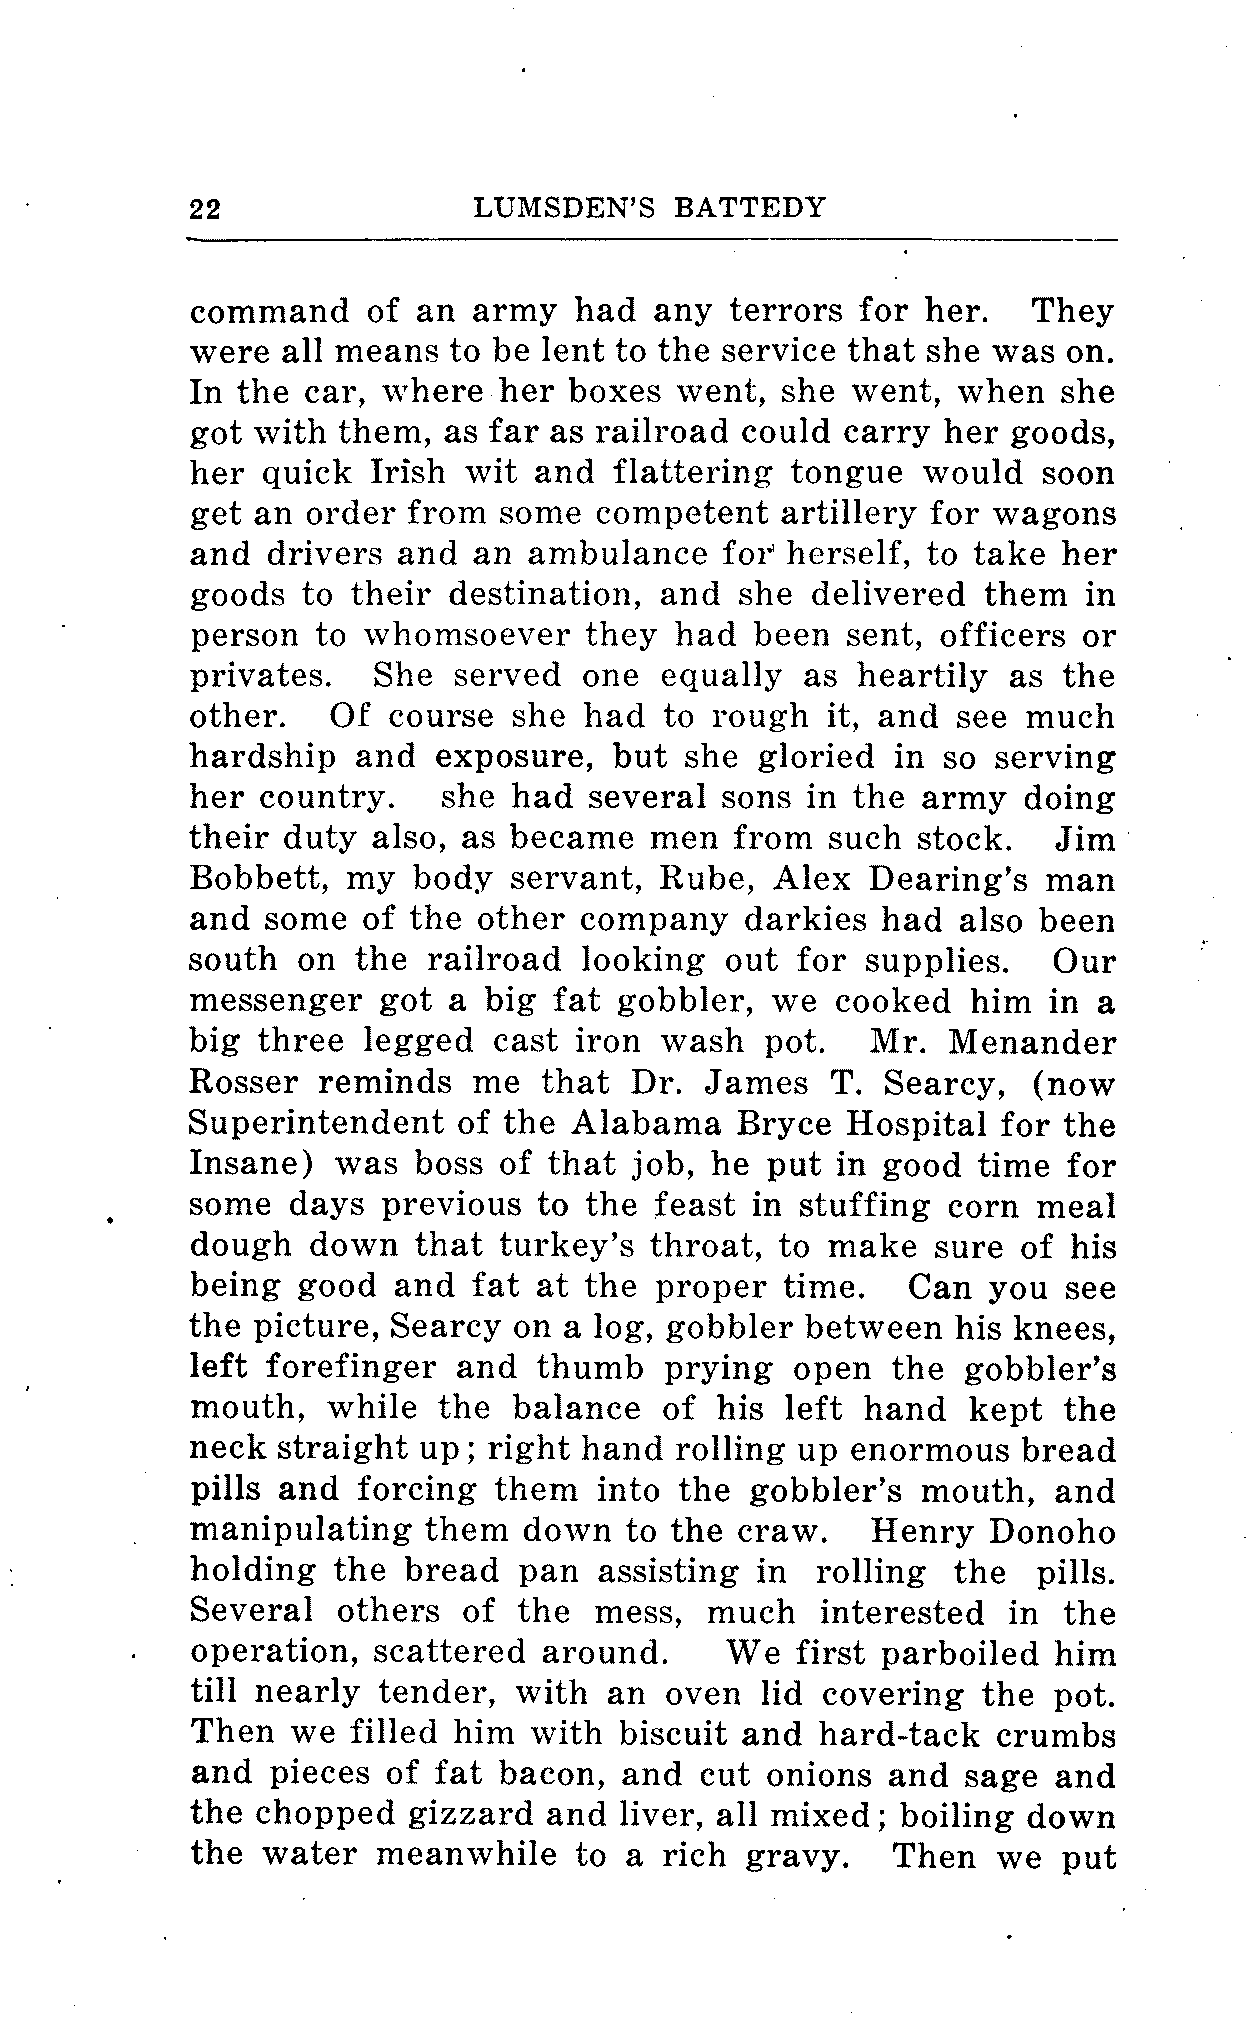 22 LUMSDEN'S BATTEDY
command of an army had any terrors for her. They
were all means to be lent to the service that she was on.
In the car, where her boxes went, she went, when she
got with them, as far as railroad could carry her goods,
her quick Irish wit and flattering tongue would soon
get an order from some competent artillery for wagons
and drivers and an ambulance for herself, to take her
goods to their destination, and she delivered them in
person to whomsoever they had been sent, officers or
privates. She served one equally as heartily as the
other. Of course she had to rough it, and see much
hardship and exposure, but she gloried in so serving
her country. she had several sons in the army doing
their duty also, as became men from such stock. Jim
Bobbett, my body servant, Rube, Alex Dearing's man
and some of the other company darkies had also been
south on the railroad looking out for supplies. Our
messenger got a big fat gobbler, we cooked him in a
big three legged cast iron wash pot. Mr. Menander
Rosser reminds me that Dr. James T. Searcy, (now
Superintendent of the Alabama Bryce Hospital for the
Insane) was boss of that job, he put in good time for
some days previous to the feast in stuffing corn meal
dough down that turkey's throat, to make sure of his
being good and fat at the proper time. Can you see
the picture, Searcy on a log, gobbler between his knees,
left forefinger and thumb prying open the gobbler's
mouth, while the balance of his left hand kept the
neck straight up; right hand rolling up enormous bread
pills and forcing them into the gobbler's mouth, and
manipulating them down to the craw. Henry Donoho
holding the bread pan assisting in rolling the pills.
Several others of the mess, much interested in the
operation, scattered around. We first parboiled him
till nearly tender, with an oven lid covering the pot.
Then we filled him with biscuit and hard-tack crumbs
and pieces of fat bacon, and cut onions and sage and
the chopped gizzard and liver, all mixed; boiling down
the water meanwhile to a rich gravy. Then we put